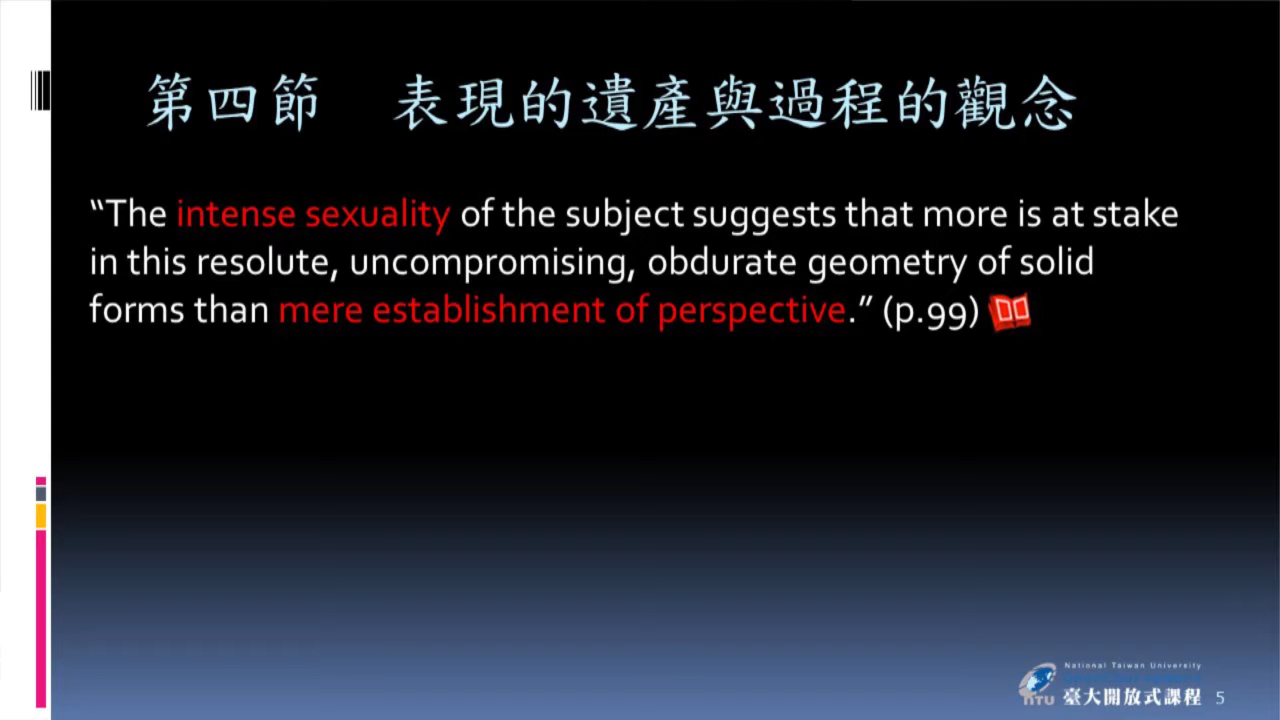 第四節　表現的遺產與過程的觀念
“The intense sexuality of the subject suggests that more is at stake
in this resolute, uncompromising, obdurate geometry of solid
forms than mere establishment of perspective.” (p.99)
National Taiwan University
NTU 臺大開放式課程 5